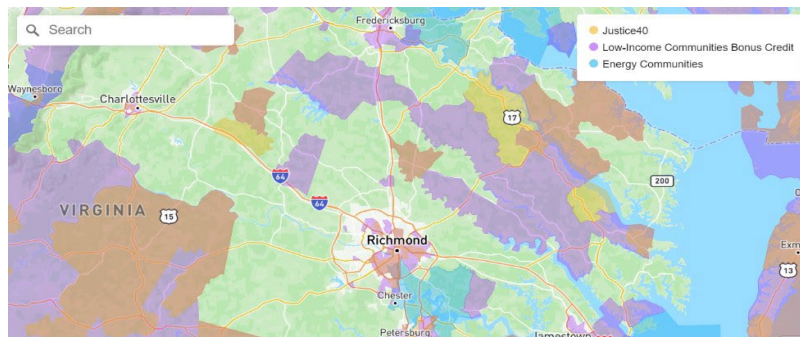 Search
Fredericksburg
Justice40
Low-Income Communities Bonus Credit
Energy Communities
Waynesboro
Charlottesville
17
64
200
15
VIRGINIA
64
Richmond
13
Chester
Petersburg
Jamestown